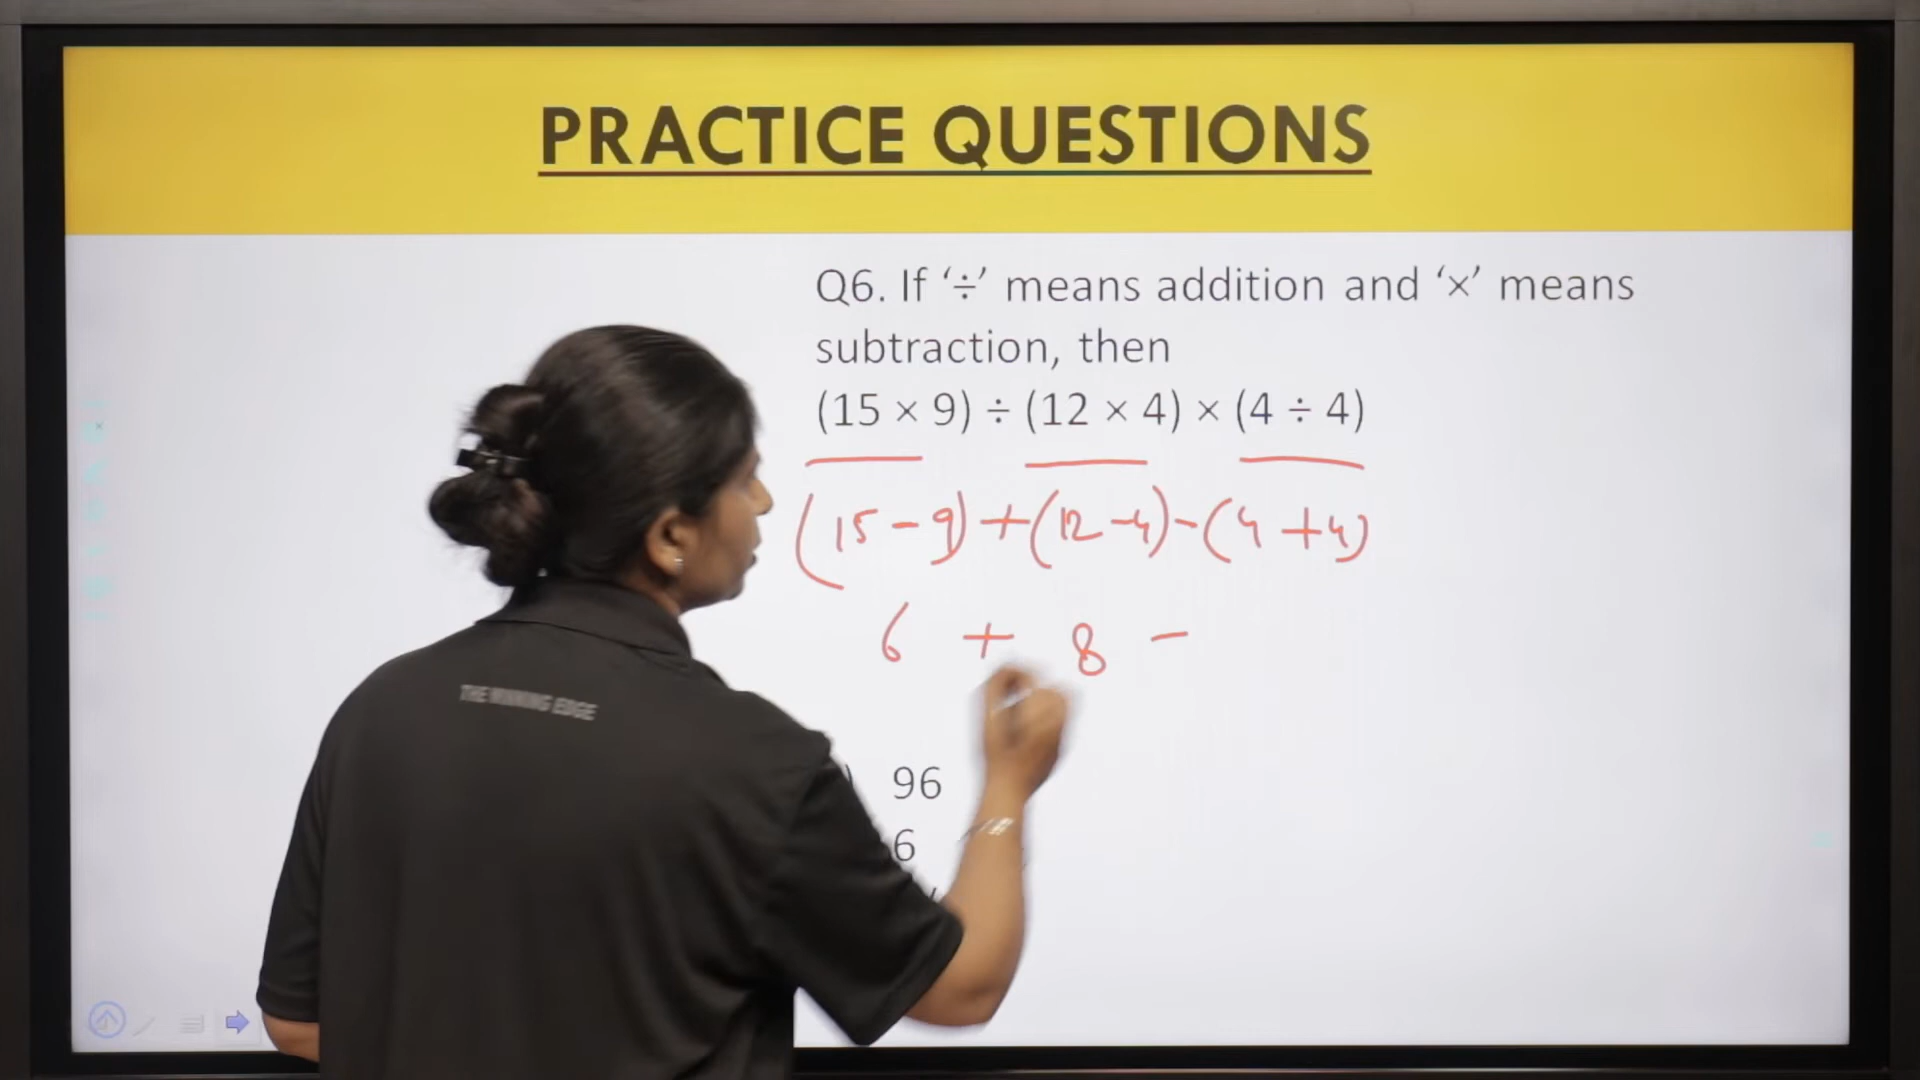 PRACTICE QUESTIONS
Q6. If ‘÷’ means addition and ‘×’ means
subtraction, then
(15 × 9) ÷ (12 × 4) × (4 ÷ 4)
(15 - 9) + (12 - 4) - (4 + 4)
6 + 8 -
THE WINNING EDGE
) 96
6